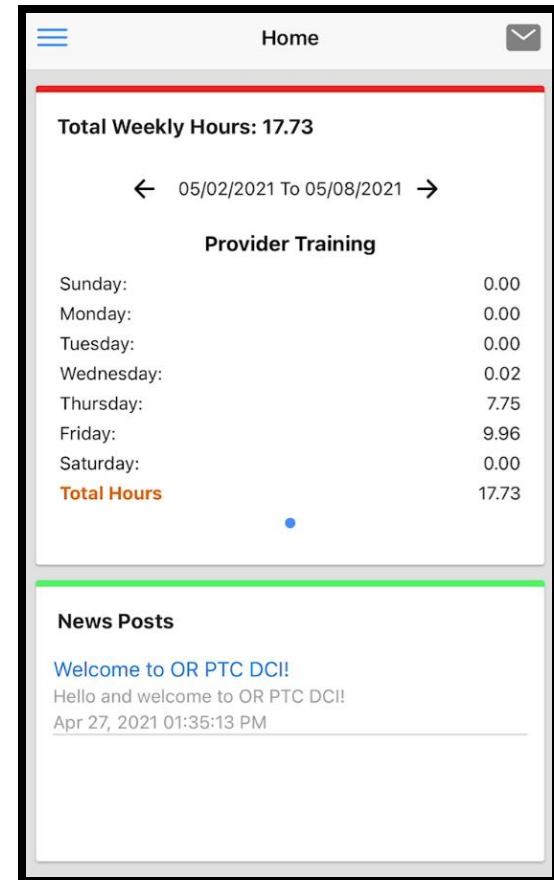 Home
Total Weekly Hours: 17.73
05/02/2021 To 05/08/2021
Provider Training
Sunday: 0.00
Monday: 0.00
Tuesday: 0.00
Wednesday: 0.02
Thursday: 7.75
Friday: 9.96
Saturday: 0.00
Total Hours 17.73
News Posts
Welcome to OR PTC DCI!
Hello and welcome to OR PTC DCI!
Apr 27, 2021 01:35:13 PM